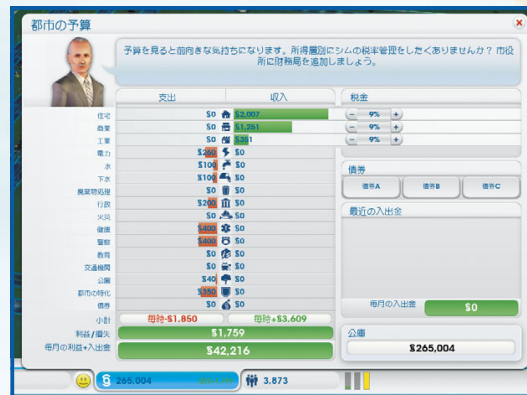 都市の予算
予算を見ると前向きな気持ちになります。所得層別にシムの税率管理をしたくありませんか？ 市役
所に財務局を追加しましょう。
支出 収入 税金
住宅 $0 $2,007 9%
商業 $0 $1,251 9%
工業 $0 $351 9%
電力 $260 $0
水 $100 $0
下水 $100 $0
廃棄物処理 $0 $0
行政 $200 $0
火災 $0 $0
健康 $400 $0
警察 $400 $0
教育 $0 $0
交通機関 $0 $0
公園 $40 $0
都市の特化 $350 $0
債券 $0 $0
小計 毎時-$1,850 毎時+$3,609
利益/損失 $1,759
毎月の利益+入出金 $42,216
債券
債券A 債券B 債券C
最近の入出金
毎月の入出金 $0
公庫
$265,004
265,004 3,873